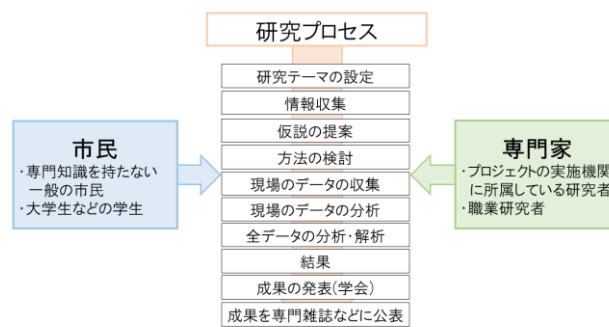 研究プロセス
研究テーマの設定
情報収集
仮説の提案
方法の検討
現場のデータの収集
現場のデータの分析
全データの分析・解析
結果
成果の発表(学会)
成果を専門雑誌などに公表
市民
・専門知識を持たない
一般の市民
・大学生などの学生
専門家
・プロジェクトの実施機関
に所属している研究者
・職業研究者